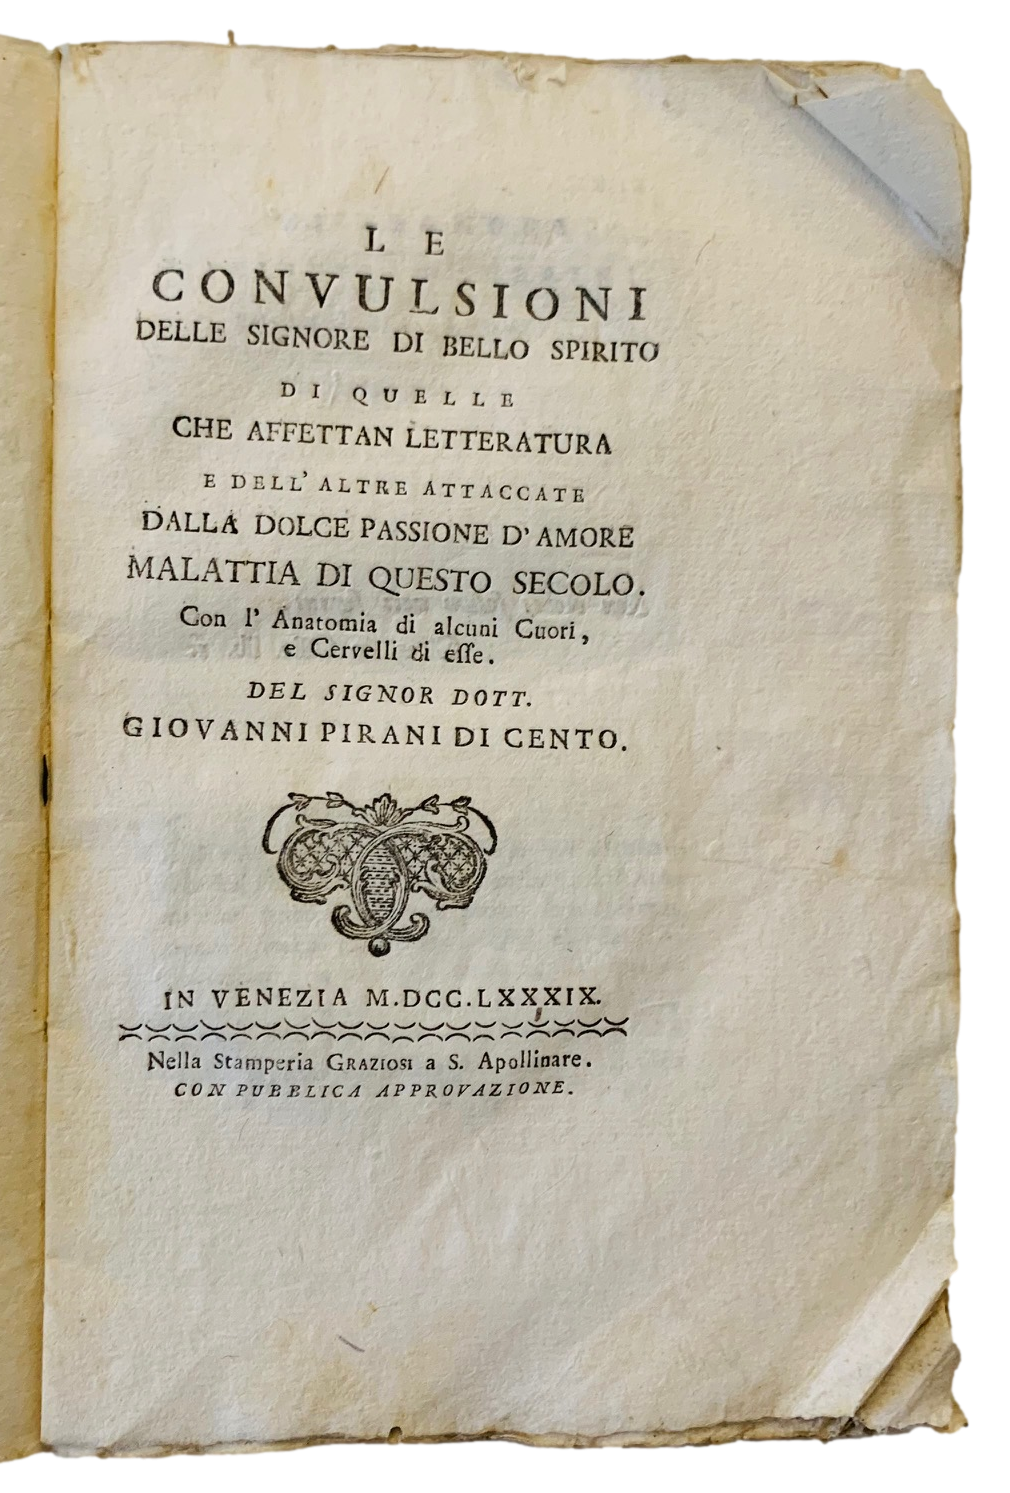 LE
CONVULSIONI
DELLE SIGNORE DI BELLO SPIRITO
DI QUELLE
CHE AFFETTAN LETTERATURA
E DELL' ALTRE ATTACCATE
DALLA DOLCE PASSIONE D' AMORE
MALATTIA DI QUESTO SECOLO.
Con l' Anatomia di alcuni Cuori,
e Cervelli di eſſe.
DEL SIGNOR DOTT.
GIOVANNI PIRANI DI CENTO.
IN VENEZIA M.DCC.LXXXIX.
Nella Stamperia GRAZIOSI a S. Apollinare.
CON PUBBLICA APPROVAZIONE.